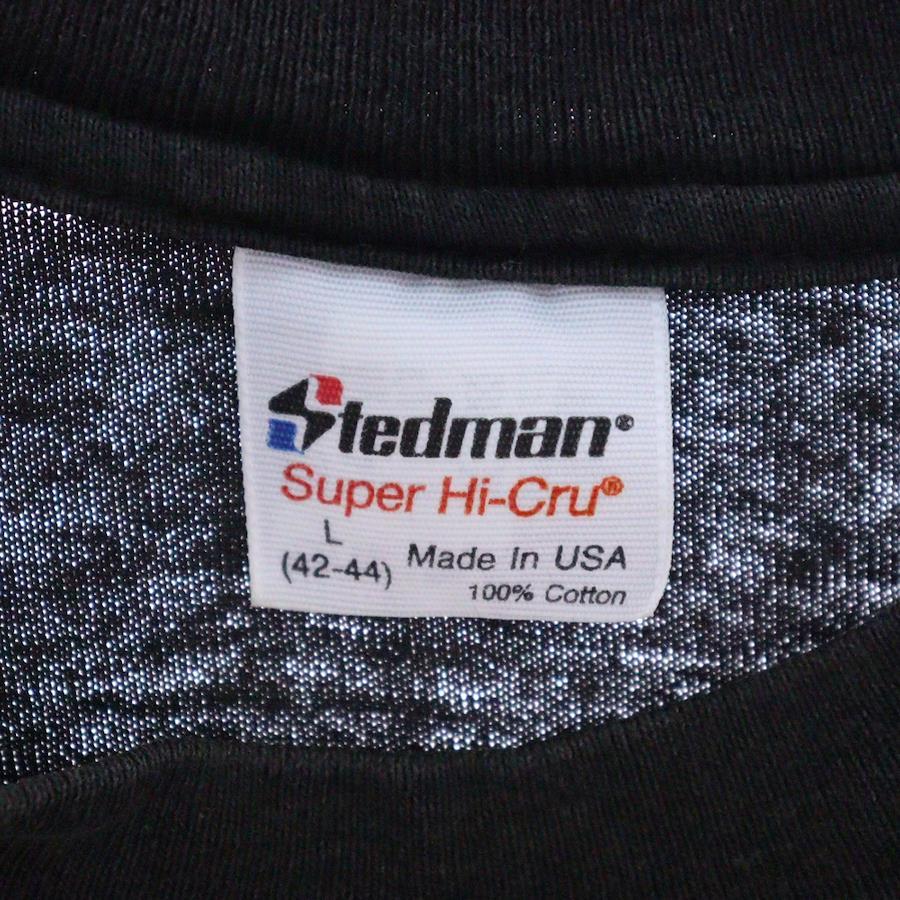 Stedman®
Super Hi-Cru®
L
(42-44)
Made In USA
100% Cotton